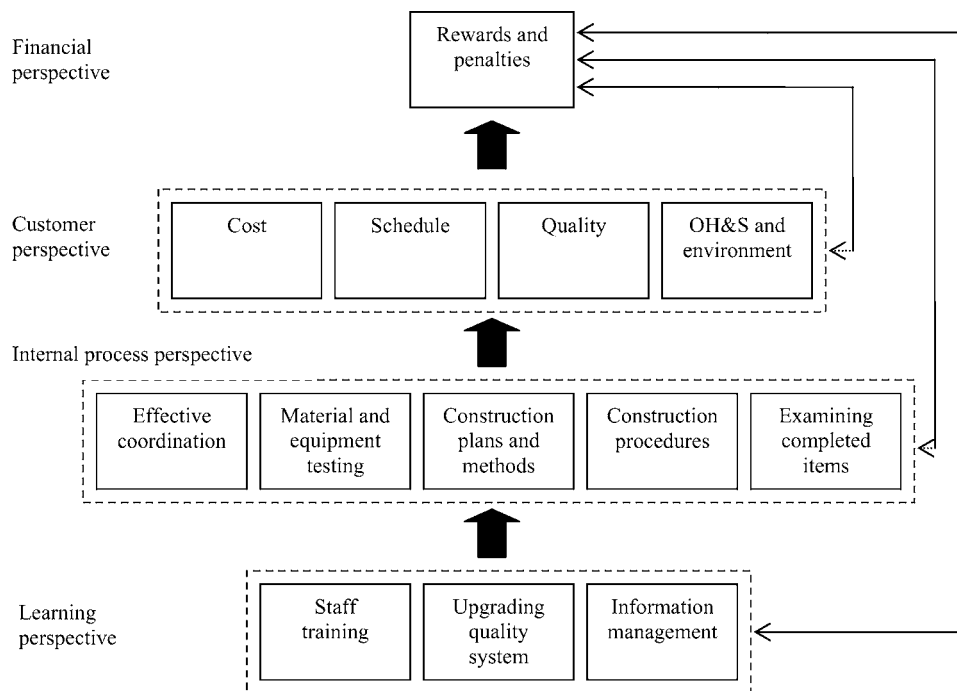 Financial
perspective
Rewards and
penalties
Customer
perspective
Cost
Schedule
Quality
OH&S and
environment
Internal process perspective
Effective
coordination
Material and
equipment
testing
Construction
plans and
methods
Construction
procedures
Examining
completed
items
Learning
perspective
Staff
training
Upgrading
quality
system
Information
management